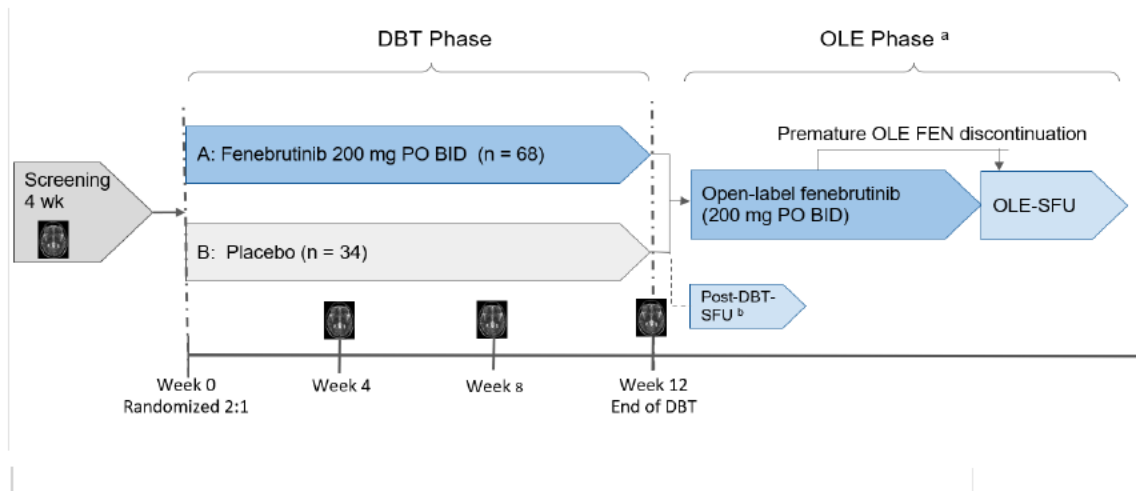 DBT Phase
OLE Phase ª
Screening
4 wk
A: Fenebrutinib 200 mg PO BID (n = 68)
B: Placebo (n = 34)
Premature OLE FEN discontinuation
Open-label fenebrutinib
(200 mg PO BID)
OLE-SFU
Post-DBT-
SFU ᵇ
Week 0
Randomized 2:1
Week 4
Week 8
Week 12
End of DBT